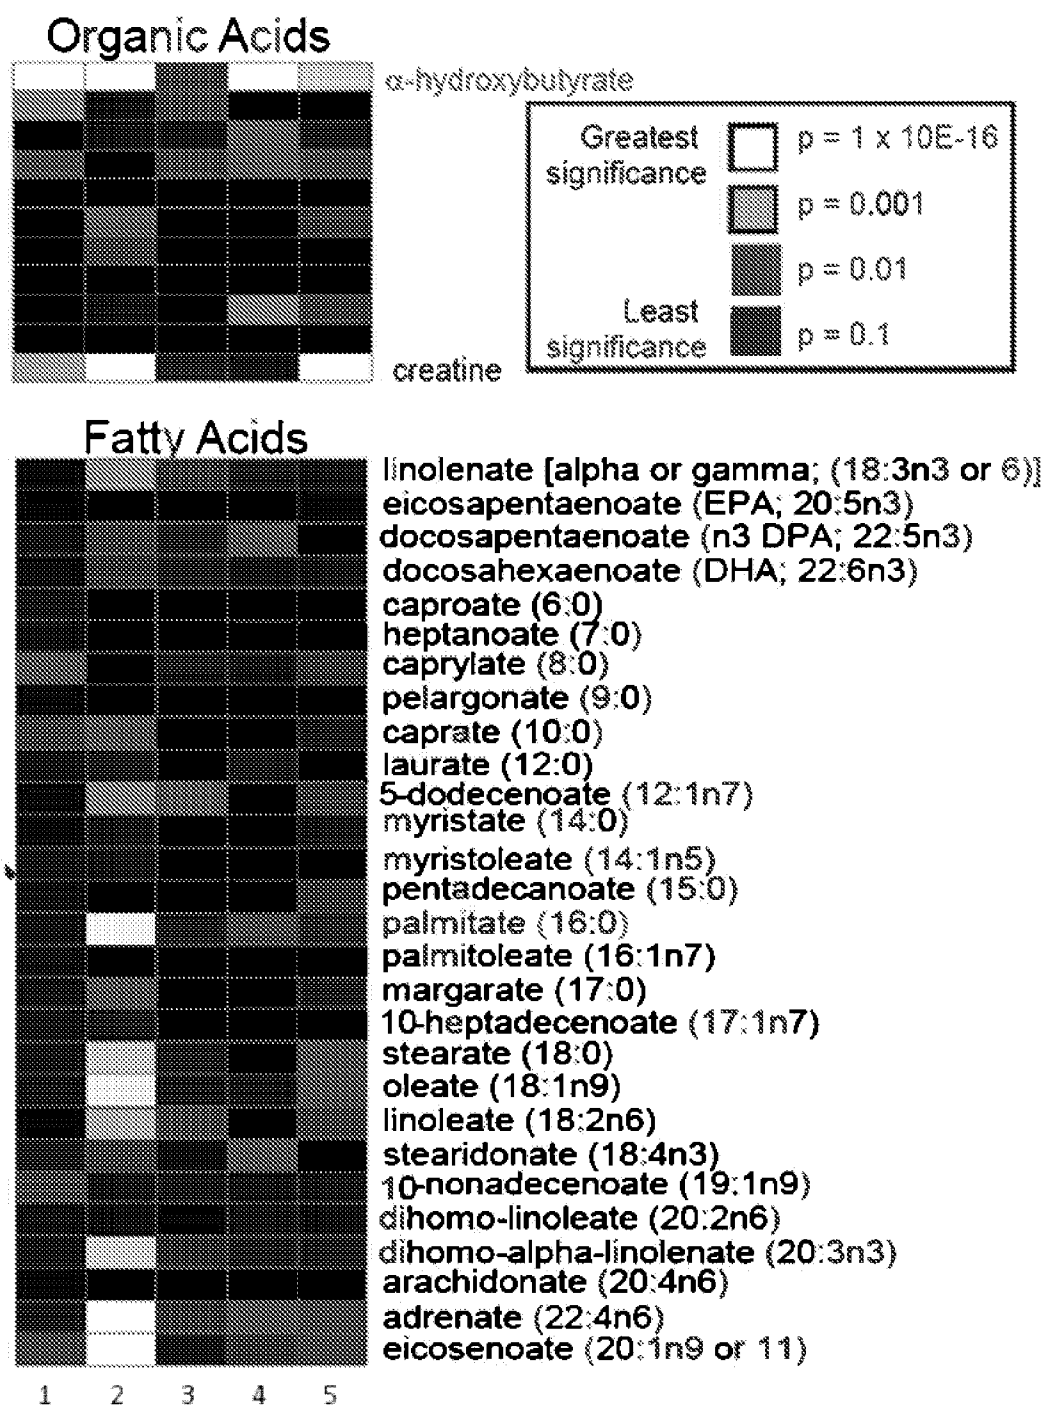 Organic Acids
α-hydroxybutyrate
Greatest
significance
p = 1 x 10E-16
p = 0.001
p = 0.01
Least
significance
p = 0.1
creatine
Fatty Acids
linolenate [alpha or gamma; (18:3n3 or 6)]
eicosapentaenoate (EPA; 20:5n3)
docosapentaenoate (n3 DPA; 22:5n3)
docosahexaenoate (DHA; 22:6n3)
caproate (6:0)
heptanoate (7:0)
caprylate (8:0)
pelargonate (9:0)
caprate (10:0)
laurate (12:0)
5-dodecenoate (12:1n7)
myristate (14:0)
myristoleate (14:1n5)
pentadecanoate (15:0)
palmitate (16:0)
palmitoleate (16:1n7)
margarate (17:0)
10-heptadecenoate (17:1n7)
stearate (18:0)
oleate (18:1n9)
linoleate (18:2n6)
stearidonate (18:4n3)
10-nonadecenoate (19:1n9)
dihomo-linoleate (20:2n6)
dihomo-alpha-linolenate (20:3n3)
arachidonate (20:4n6)
adrenate (22:4n6)
eicosenoate (20:1n9 or 11)
1 2 3 4 5